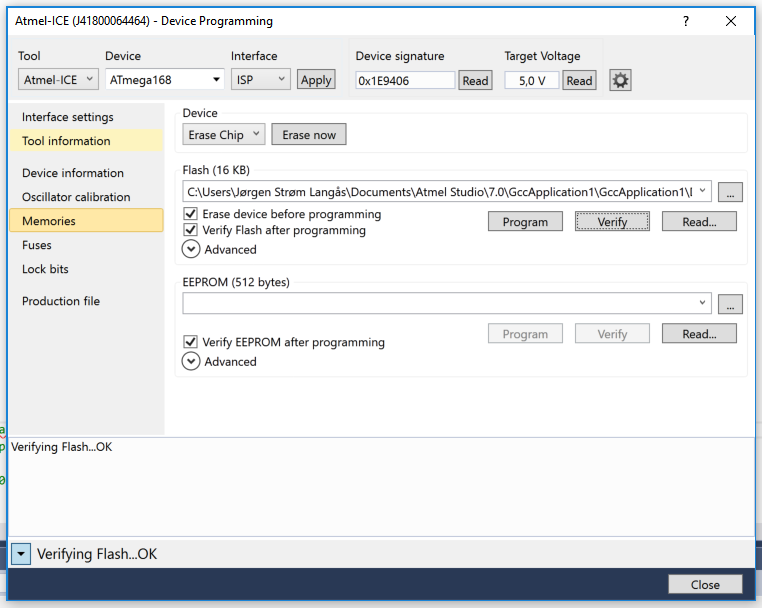 Atmel-ICE (J41800064464) - Device Programming
?
Tool Device Interface Device signature Target Voltage
Atmel-ICE ATmega168 ISP Apply 0x1E9406 Read 5,0 V Read
Interface settings
Tool information
Device information
Oscillator calibration
Memories
Fuses
Lock bits
Production file
Device
Erase Chip Erase now
Flash (16 KB)
C:\Users\Jørgen Strøm Langås\Documents\Atmel Studio\7.0\GccApplication1\GccApplication1\ ...
Erase device before programming
Verify Flash after programming
Program Verify Read...
Advanced
EEPROM (512 bytes)
...
Program Verify Read...
Verify EEPROM after programming
Advanced
Verifying Flash...OK
Verifying Flash...OK
Close